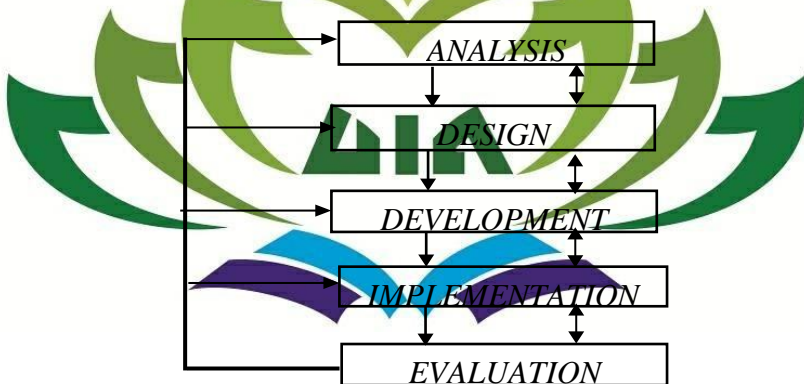 ANALYSIS
DESIGN
DEVELOPMENT
IMPLEMENTATION
EVALUATION